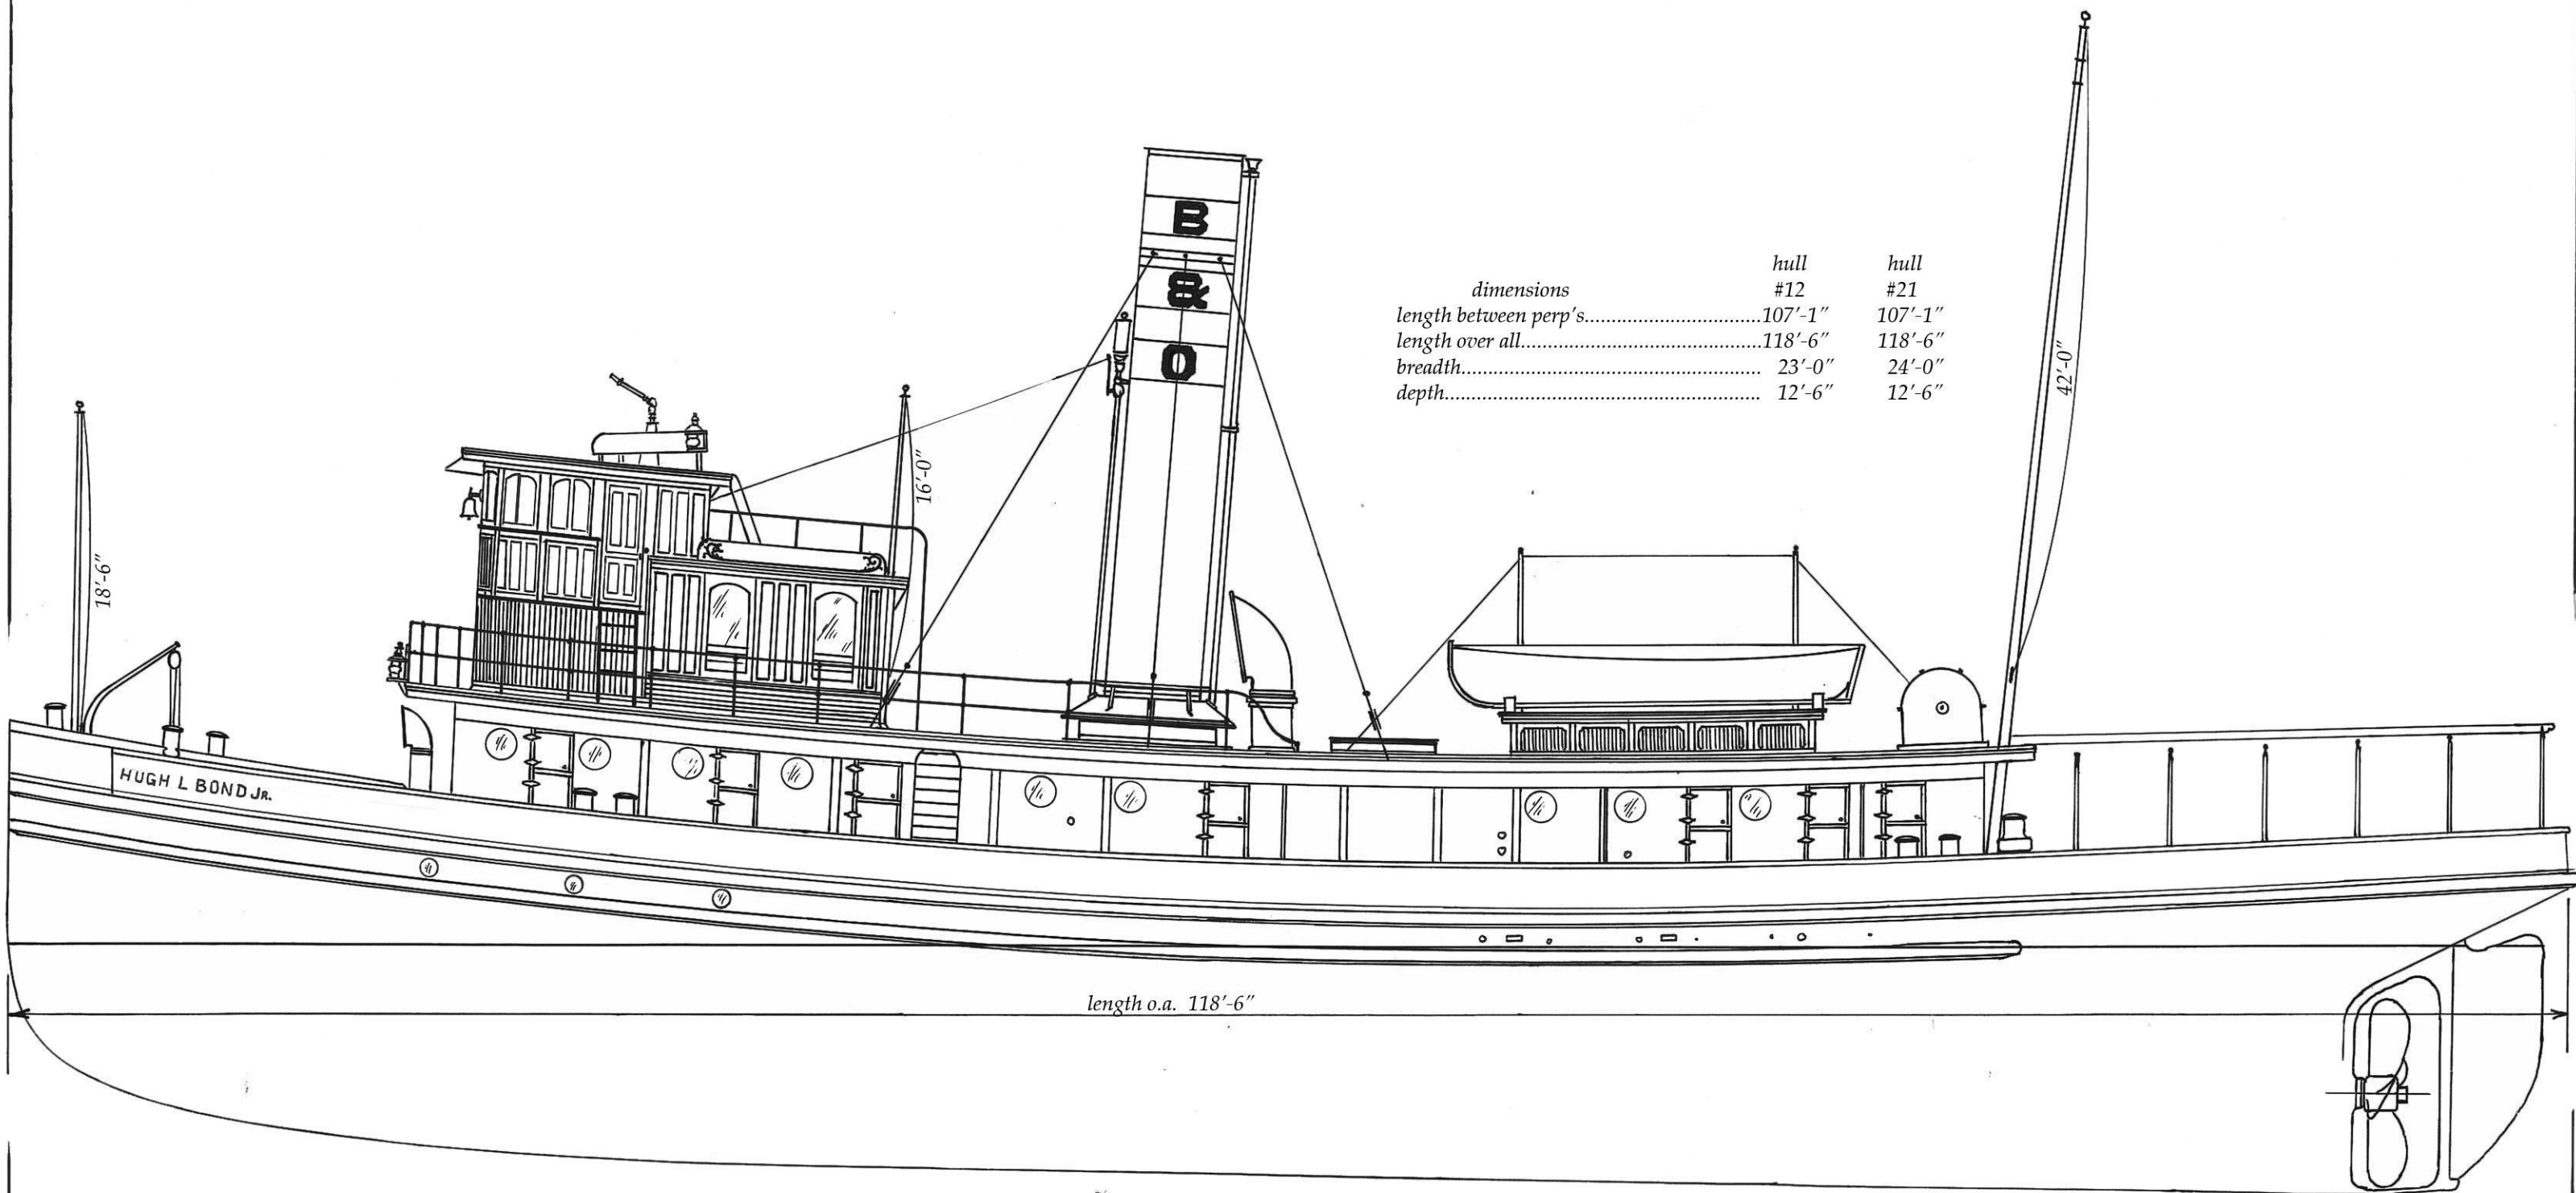 B
&
O
hull hull
dimensions #12 #21
length between perp's.................................107'-1" 107'-1"
length over all.............................................118'-6" 118'-6"
breadth........................................................ 23'-0" 24'-0"
depth........................................................... 12'-6" 12'-6"
42'-0"
16'-0"
18'-6"
HUGH L BOND JR.
length o.a. 118'-6"